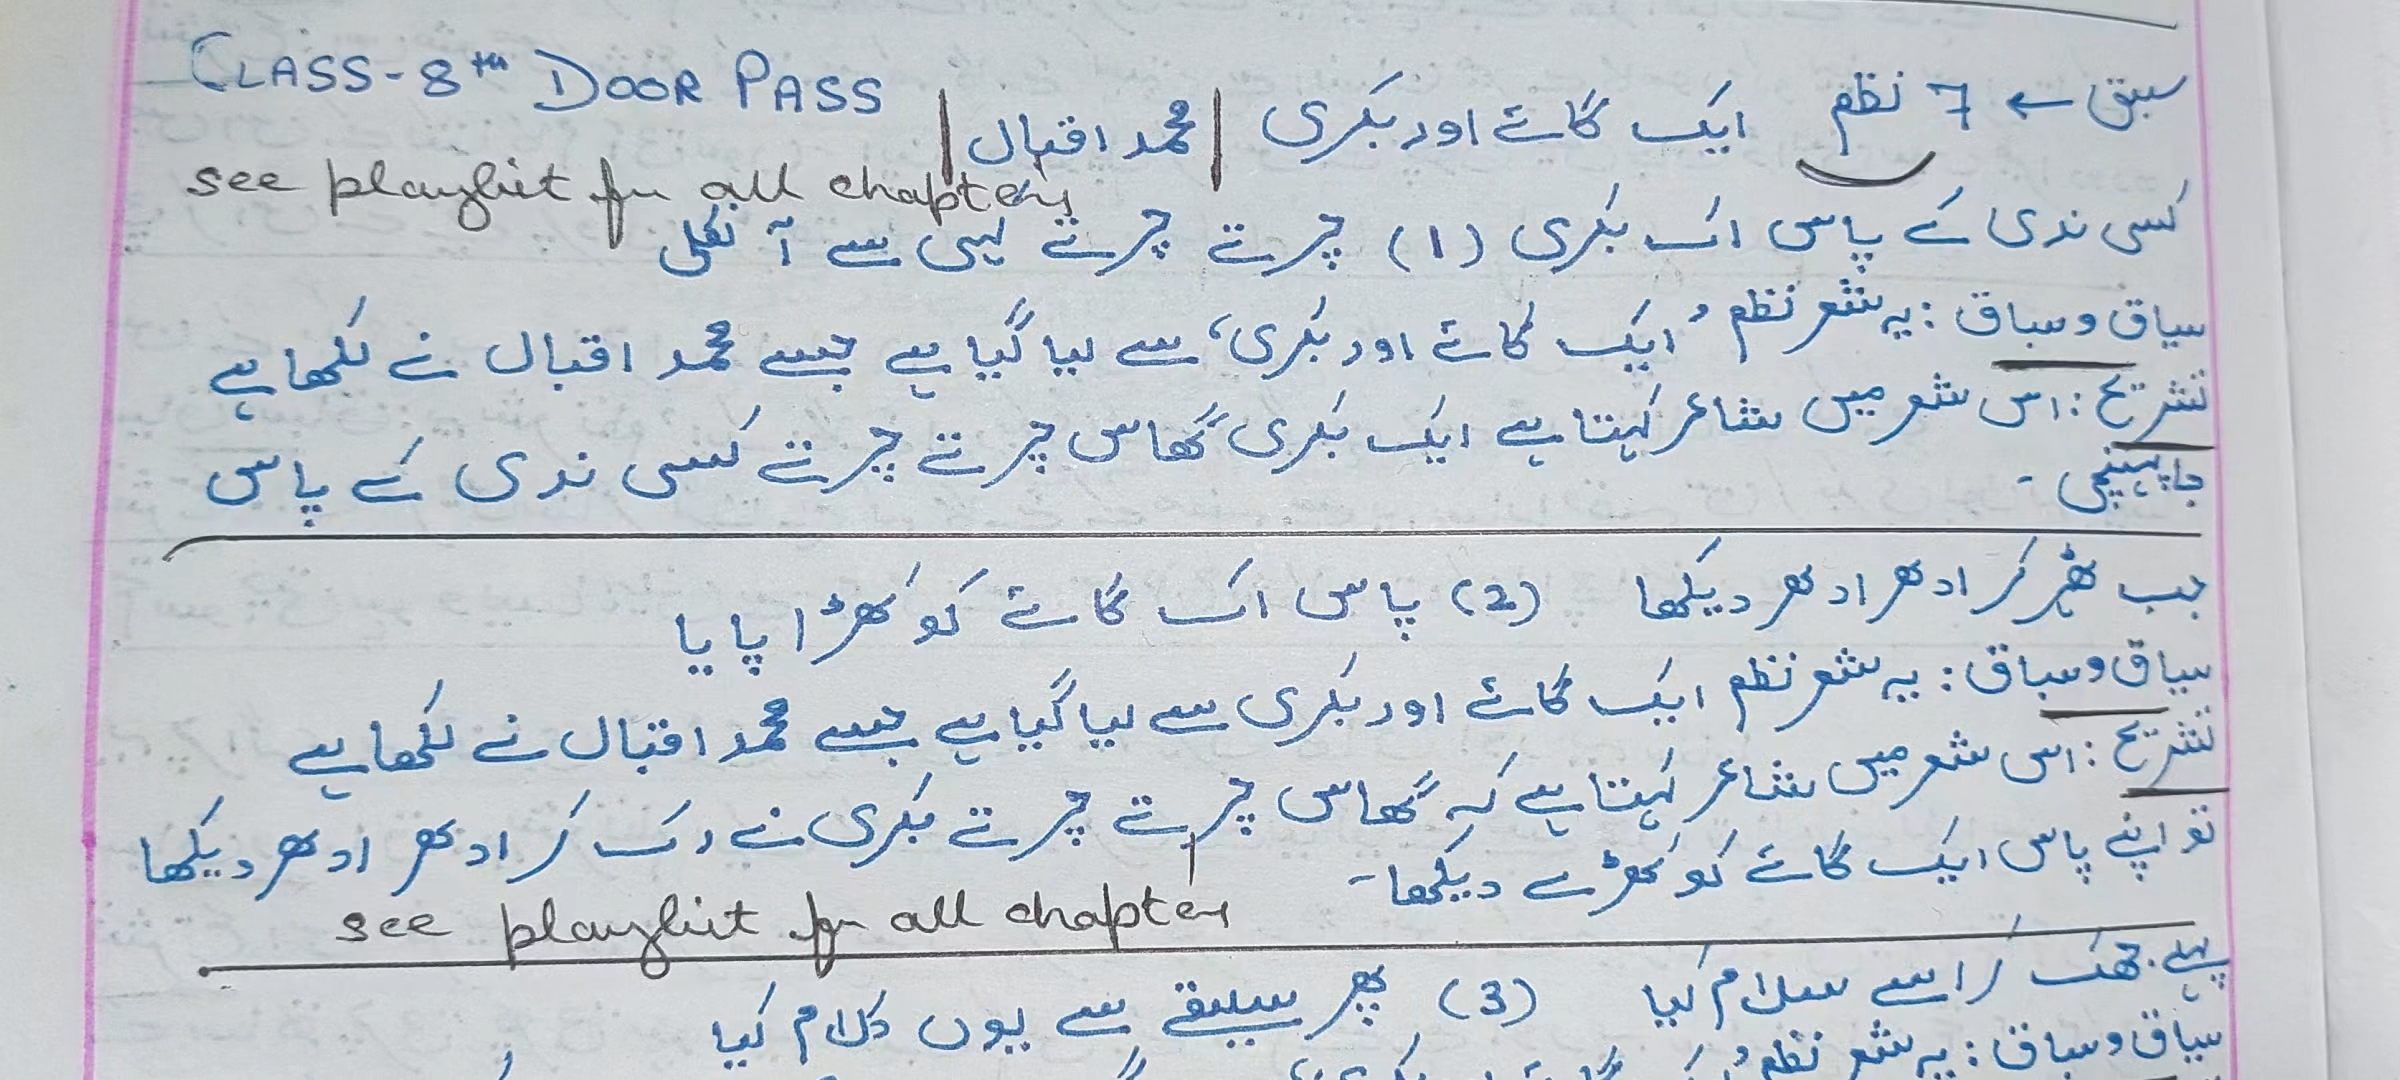 CLASS-8th DOOR PASS
سبق ← 7 نظم ایک گائے اور بکری | محمد اقبال |
see playlist for all chapters
کسی ندی کے پاس اک بکری (1) چرتے چرتے کہیں سے آ نکلی
سیاق و سباق : یہ شعر نظم ' ایک گائے اور بکری' سے لیا گیا ہے جسے محمد اقبال نے لکھا ہے
تشریح : اس شعر میں شاعر کہتا ہے ایک بکری گھاس چرتے چرتے کسی ندی کے پاس
جا پہنچی ۔
جب ٹھہر کر ادھر ادھر دیکھا (2) پاس اک گائے کو کھڑا پایا
سیاق و سباق : یہ شعر نظم ایک گائے اور بکری سے لیا گیا ہے جسے محمد اقبال نے لکھا ہے
تشریح : اس شعر میں شاعر کہتا ہے کہ گھاس چرتے چرتے بکری نے رک کر ادھر ادھر دیکھا
تو اپنے پاس ایک گائے کو کھڑے دیکھا ۔
see playlist for all chapters
پہلے جھک کر اسے سلام کیا (3) پھر سلیقے سے یوں کلام کیا
سیاق و سباق : یہ شعر نظم '